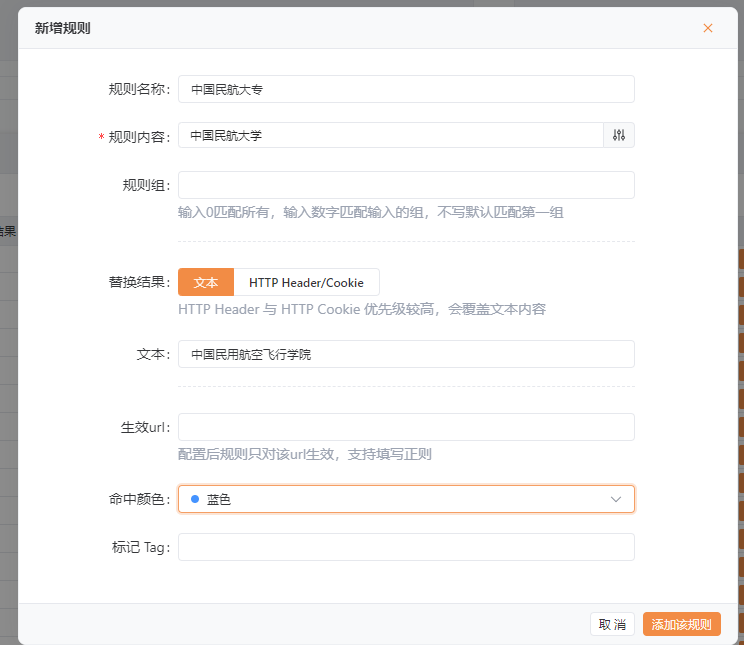 新增规则
规则名称: 中国民航大专
* 规则内容: 中国民航大学
规则组:
输入0匹配所有，输入数字匹配输入的组，不写默认匹配第一组
结果
替换结果: 文本 HTTP Header/Cookie
HTTP Header 与 HTTP Cookie 优先级较高，会覆盖文本内容
文本: 中国民用航空飞行学院
生效url:
配置后规则只对该url生效，支持填写正则
命中颜色: 蓝色
标记 Tag:
取 消 添加该规则